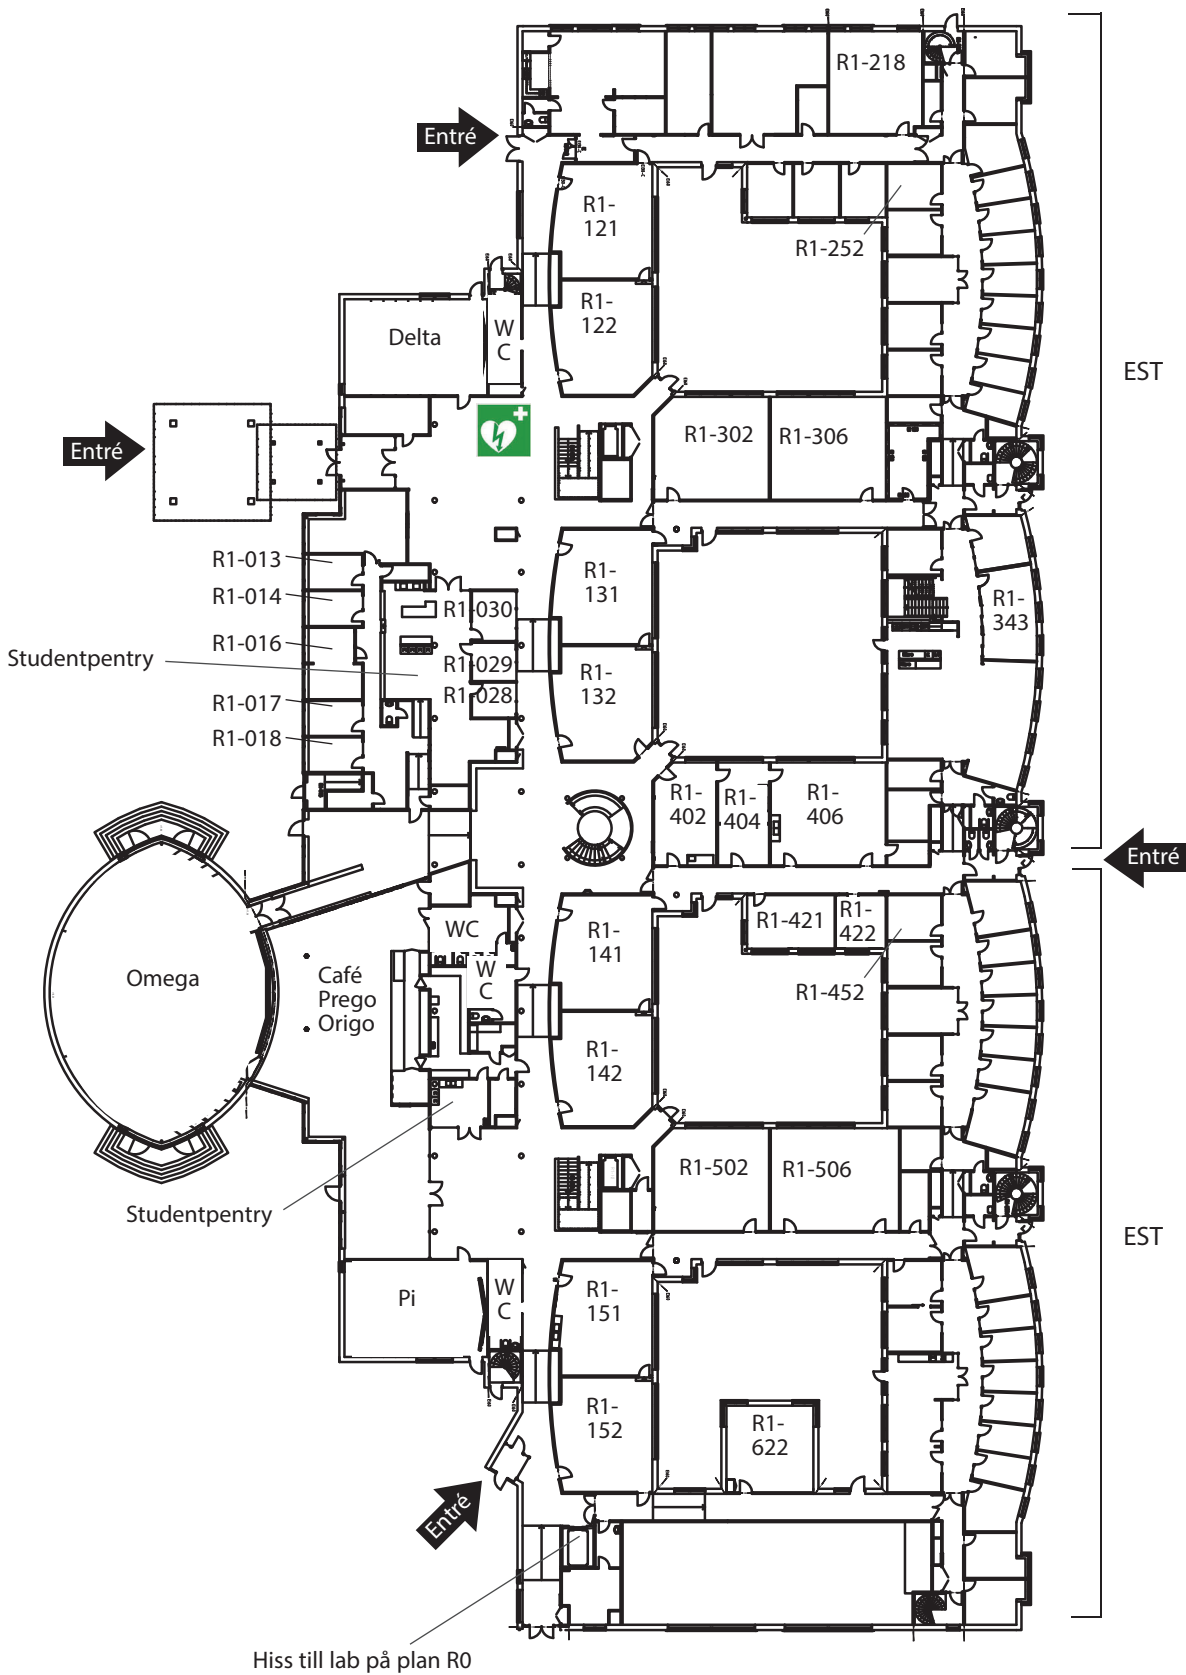 R1-218
Entré
R1-
121
R1-252
R1-
122
Delta
W
C
EST
R1-302
R1-306
Entré
R1-013
R1-014
R1-016
Studentpentry
R1-017
R1-018
R1-030
R1-029
R1-028
R1-
131
R1-
132
R1-
343
R1-
402
R1-
404
R1-
406
Entré
R1-421
R1-
422
WC
W
C
R1-
141
Omega
Café
Prego
Origo
R1-452
R1-
142
R1-502
R1-506
Studentpentry
EST
Pi
W
C
R1-
151
R1-
152
R1-
622
Entré
Hiss till lab på plan R0